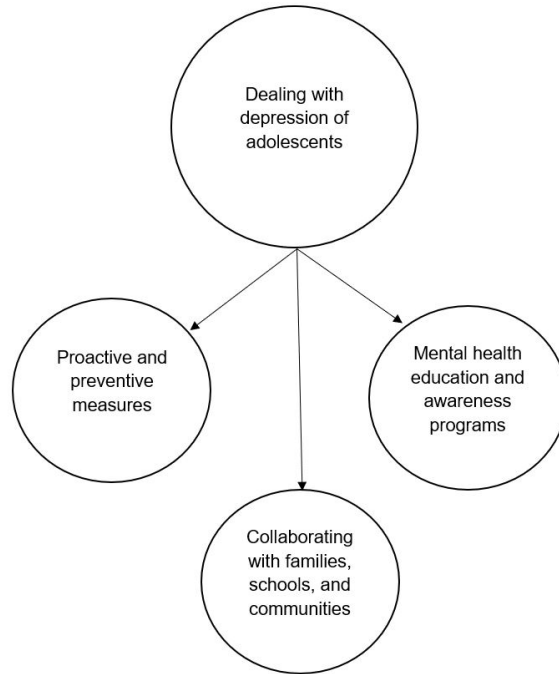 Dealing with
depression of
adolescents
Proactive and
preventive
measures
Mental health
education and
awareness
programs
Collaborating
with families,
schools, and
communities